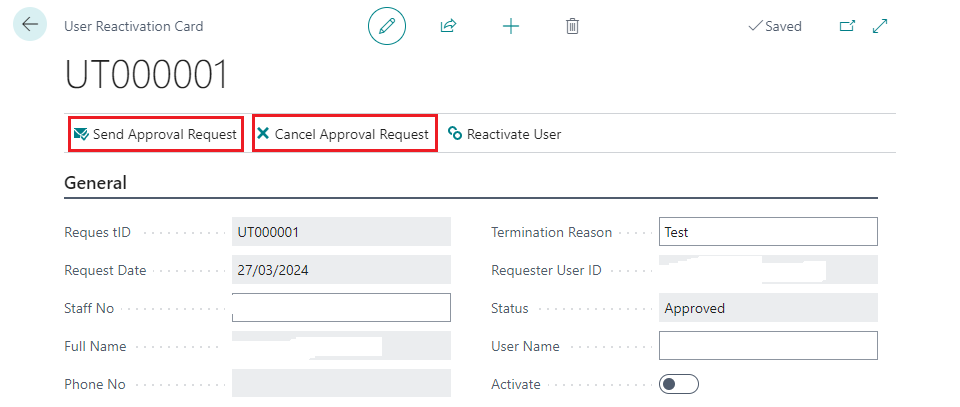 User Reactivation Card
Saved
UT000001
Send Approval Request
Cancel Approval Request
Reactivate User
General
Reques tID
UT000001
Termination Reason
Test
Request Date
27/03/2024
Requester User ID
Staff No
Status
Approved
Full Name
User Name
Phone No
Activate